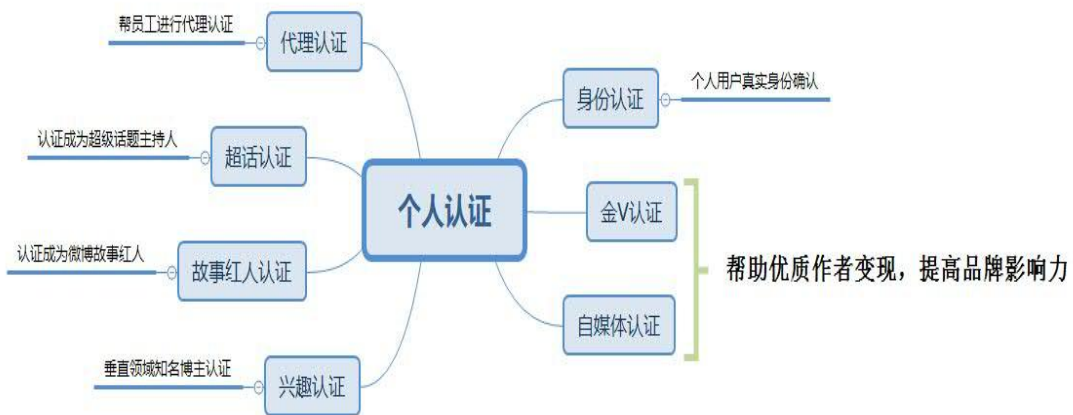 帮员工进行代理认证
代理认证
认证成为超级话题主持人
超话认证
认证成为微博故事红人
故事红人认证
垂直领域知名博主认证
兴趣认证
个人认证
身份认证
个人用户真实身份确认
金V认证
自媒体认证
帮助优质作者变现，提高品牌影响力